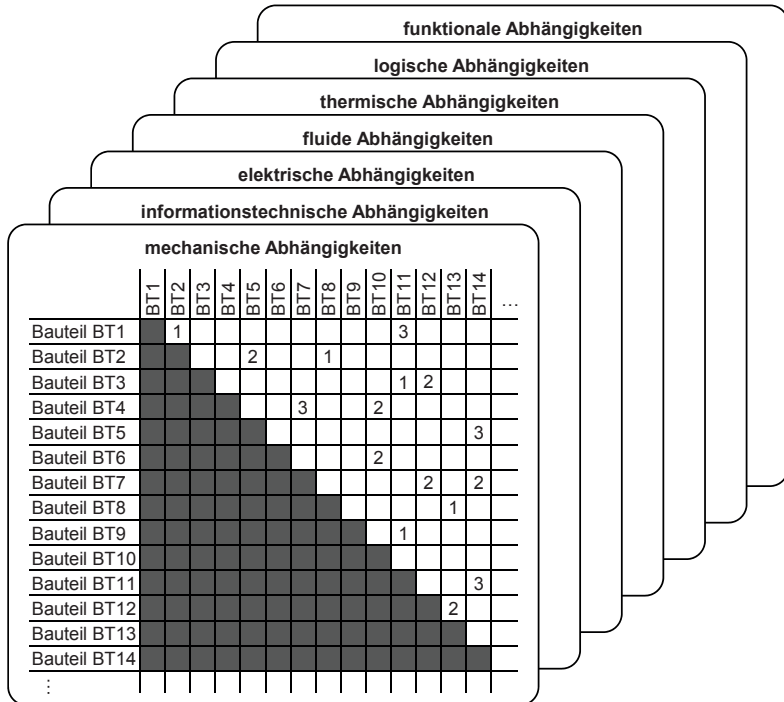 funktionale Abhängigkeiten
logische Abhängigkeiten
thermische Abhängigkeiten
fluide Abhängigkeiten
elektrische Abhängigkeiten
informationstechnische Abhängigkeiten
mechanische Abhängigkeiten
BT1 BT2 BT3 BT4 BT5 BT6 BT7 BT8 BT9 BT10 BT11 BT12 BT13 BT14 ...
Bauteil BT1 1 3
Bauteil BT2 2 1
Bauteil BT3 1 2
Bauteil BT4 3 2
Bauteil BT5 3
Bauteil BT6 2
Bauteil BT7 2 2
Bauteil BT8 1
Bauteil BT9 1
Bauteil BT10
Bauteil BT11 3
Bauteil BT12 2
Bauteil BT13
Bauteil BT14
⋮